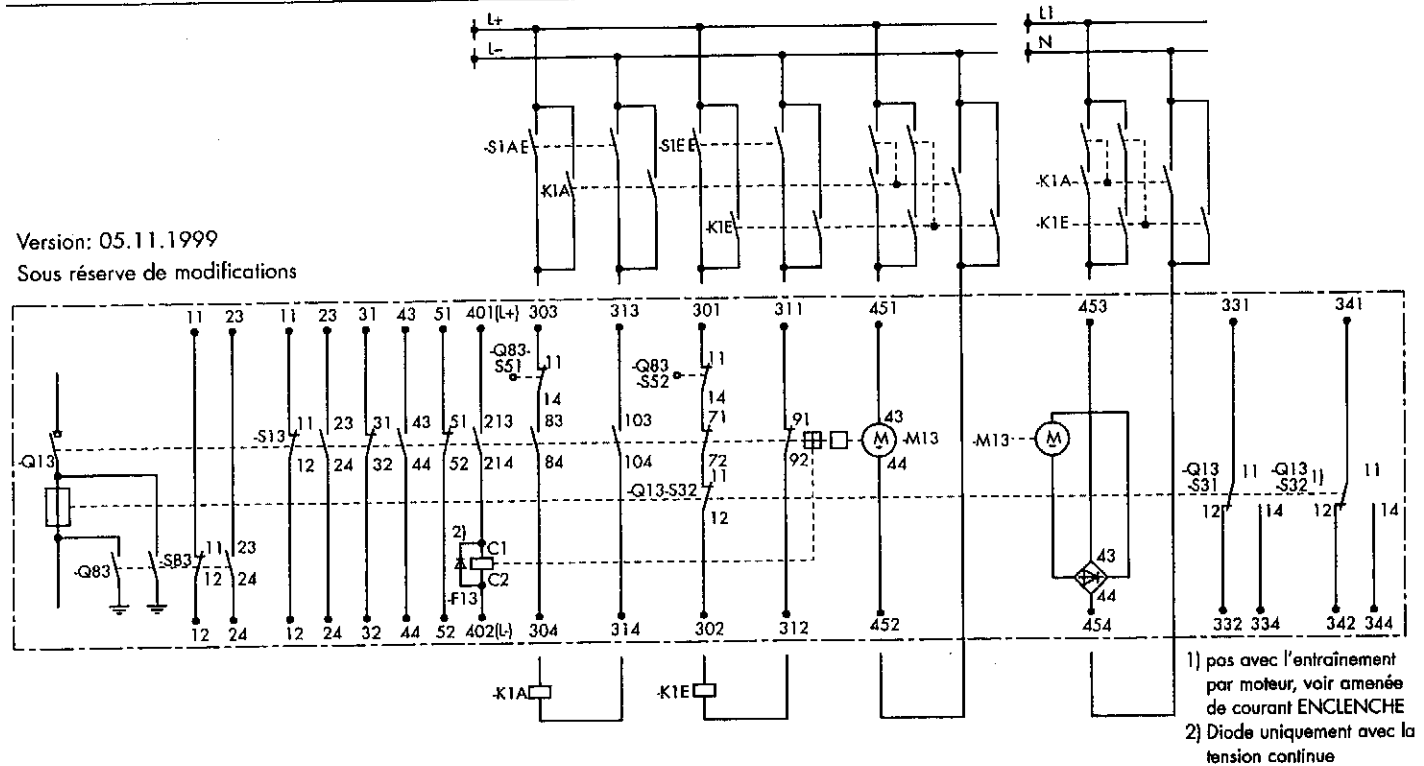 L+
L1
L-
N
-S1AE
-S1EE
-K1A
-K1A
-K1E
-K1E
Version: 05.11.1999
Sous réserve de modifications
11 23 11 23 31 43 51 401(L+) 303 313 301 311 451 453 331 341
-Q83-
S51
11
14
-Q83
-S52
11
14
-S13
11 23 31 43 51 213 83 103 71 91 43
12 24 32 44 52 214 84 104 72 92 44
M
-M13
-M13
M
-Q13
-Q13-S32
11
12
-Q13
-S31
11
12 14
-Q13
-S32
1)
11
12 14
-Q83
-S83
11 23
12 24
2)
C1
C2
-F13
43
44
12 24 12 24 32 44 52 402(L-) 304 314 302 312 452 454 332 334 342 344
-K1A
-K1E
1) pas avec l'entraînement
par moteur, voir amenée
de courant ENCLENCHE
2) Diode uniquement avec la
tension continue